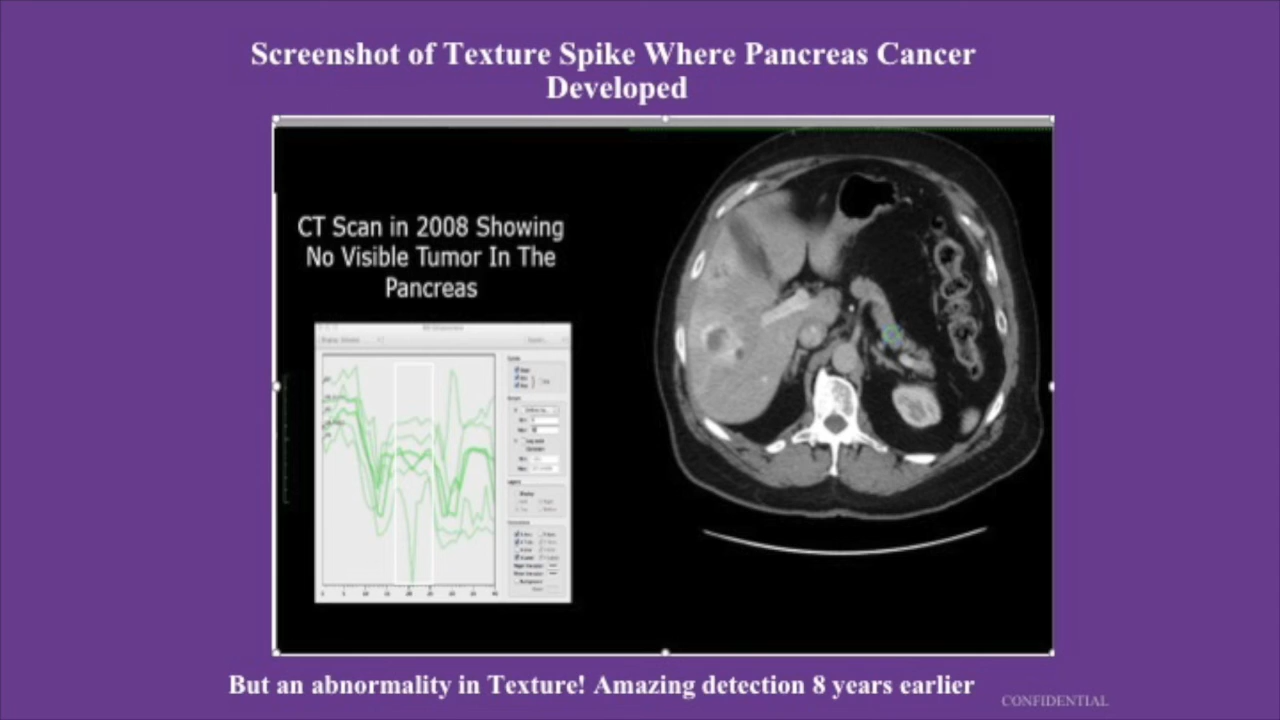 Screenshot of Texture Spike Where Pancreas Cancer
Developed
CT Scan in 2008 Showing
No Visible Tumor In The
Pancreas
But an abnormality in Texture! Amazing detection 8 years earlier
CONFIDENTIAL